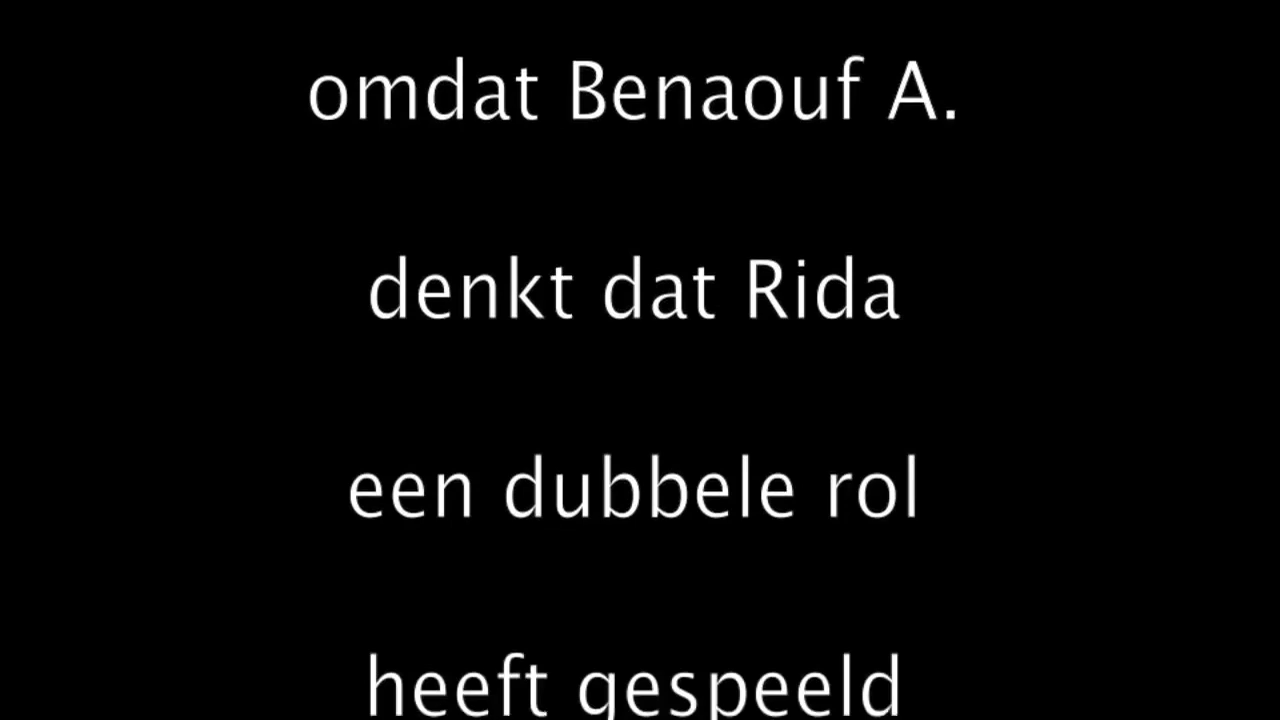 omdat Benaouf A.
denkt dat Rida
een dubbele rol
heeft gespeeld